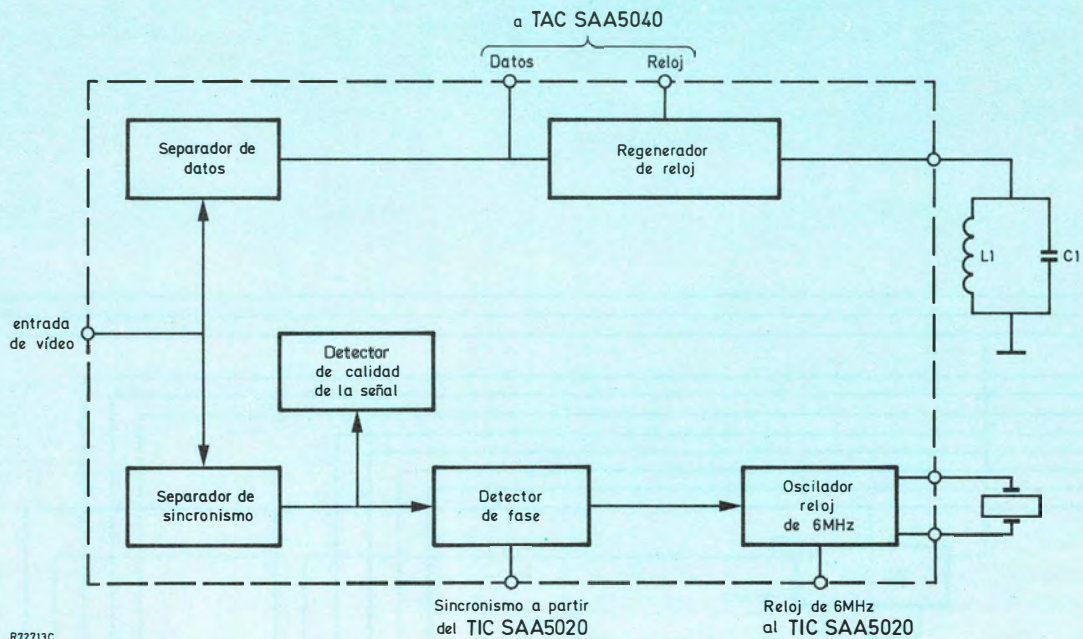 a TAC SAA5040
Datos
Reloj
Separador de
datos
Regenerador
de reloj
L1
C1
entrada
de vídeo
Detector
de calidad
de la señal
Separador de
sincronismo
Detector
de fase
Oscilador
reloj
de 6MHz
Sincronismo a partir
del TIC SAA5020
Reloj de 6MHz
al TIC SAA5020
R72713C